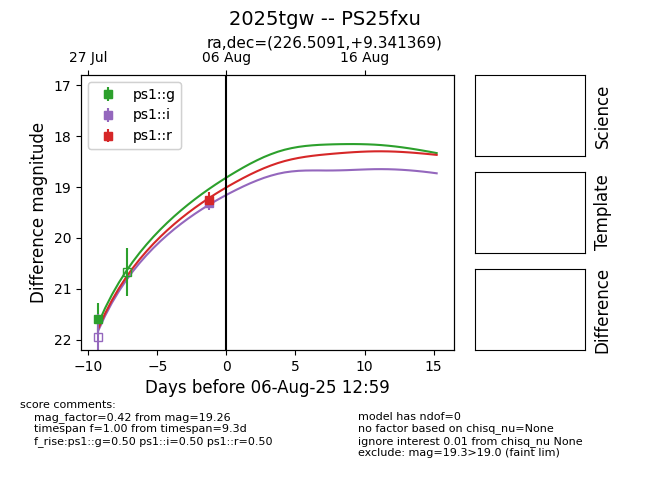 2025tgw -- PS25fxu
ra,dec=(226.5091,+9.341369)
27 Jul 06 Aug 16 Aug
ps1::g
ps1::i
ps1::r
Difference magnitude
17
18
19
20
21
22
−10 −5 0 5 10 15
Days before 06-Aug-25 12:59
Science
Template
Difference
score comments:
mag_factor=0.42 from mag=19.26
timespan f=1.00 from timespan=9.3d
f_rise:ps1::g=0.50 ps1::i=0.50 ps1::r=0.50
model has ndof=0
no factor based on chisq_nu=None
ignore interest 0.01 from chisq_nu None
exclude: mag=19.3>19.0 (faint lim)